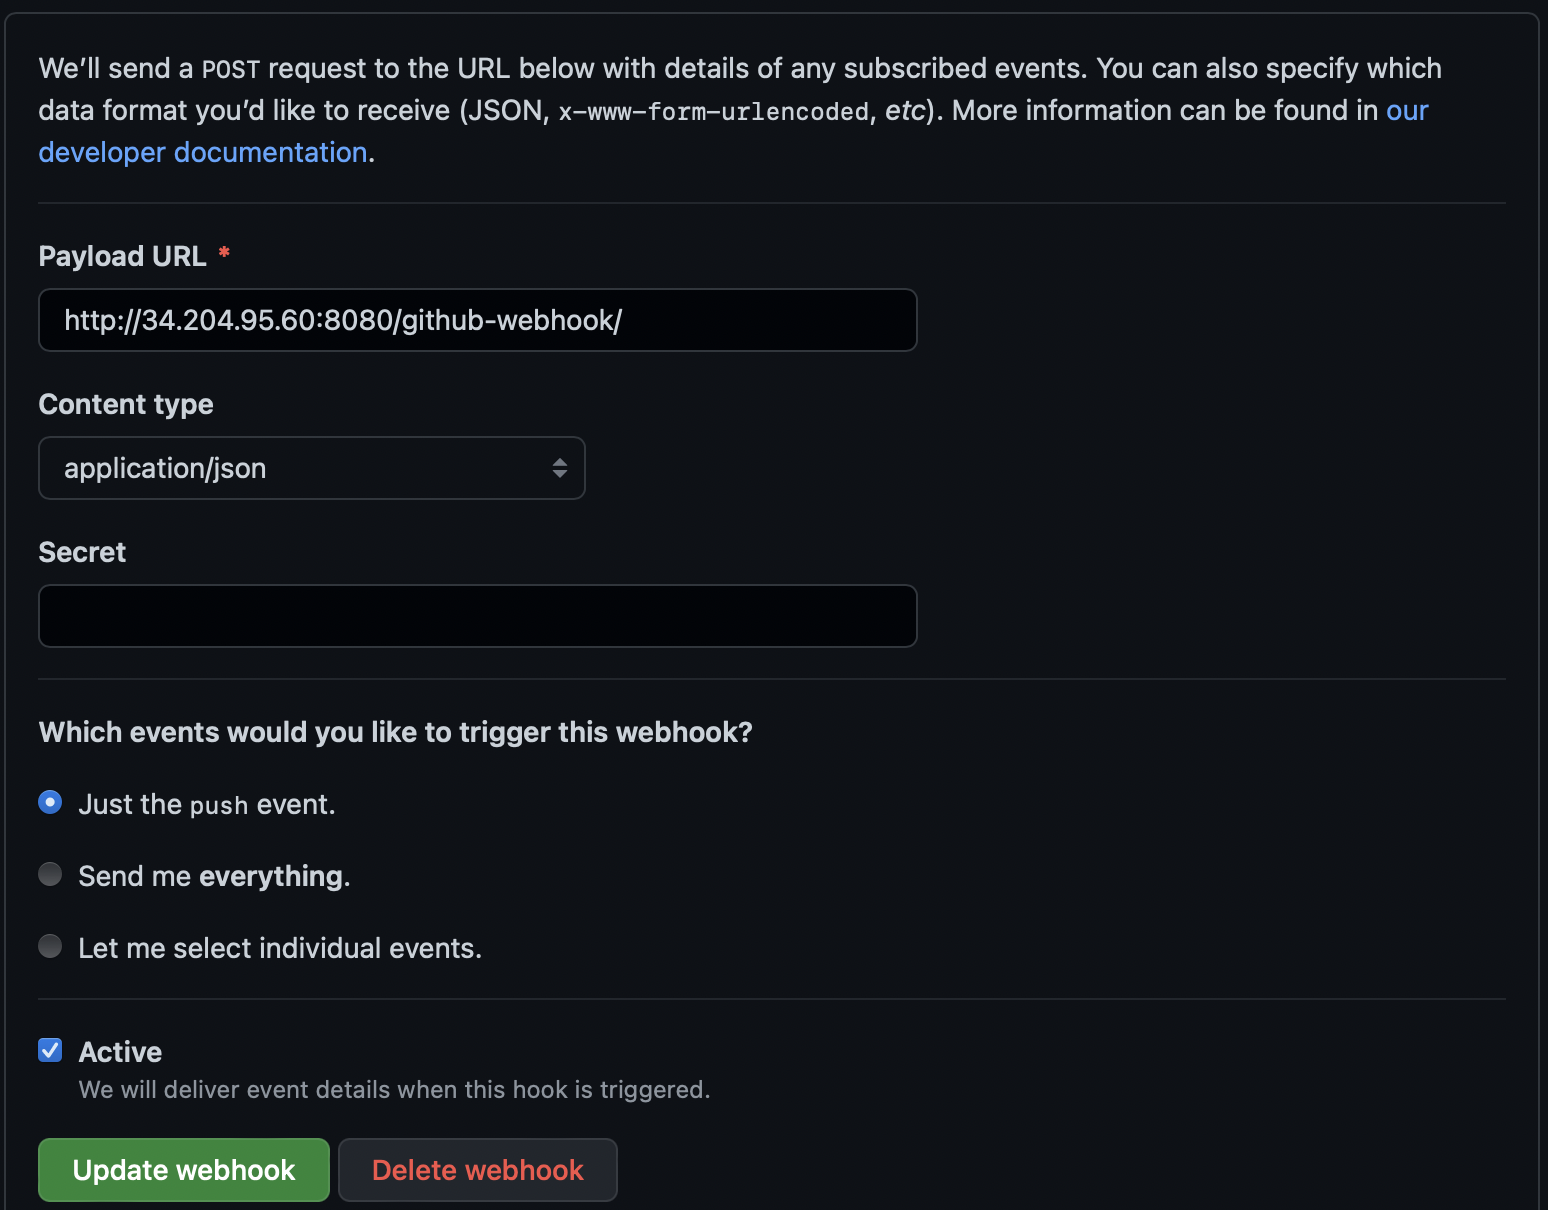 We’ll send a POST request to the URL below with details of any subscribed events. You can also specify which
data format you’d like to receive (JSON, x-www-form-urlencoded, etc). More information can be found in our
developer documentation.
Payload URL *
http://34.204.95.60:8080/github-webhook/
Content type
application/json
Secret
Which events would you like to trigger this webhook?
Just the push event.
Send me everything.
Let me select individual events.
Active
We will deliver event details when this hook is triggered.
Update webhook
Delete webhook